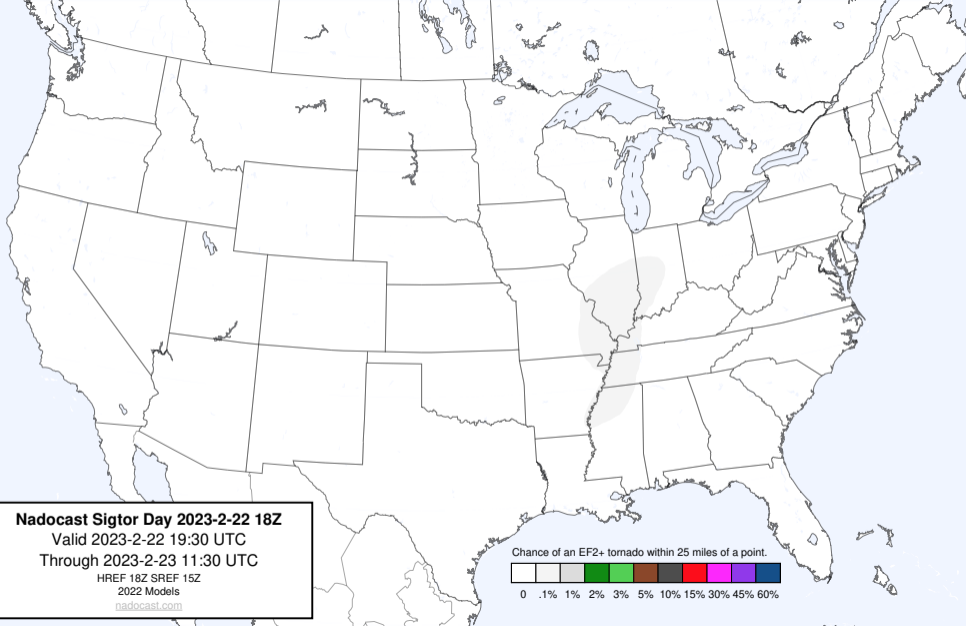 Nadocast Sigtor Day 2023-2-22 18Z
Valid 2023-2-22 19:30 UTC
Through 2023-2-23 11:30 UTC
HREF 18Z SREF 15Z
2022 Models
nadocast.com
Chance of an EF2+ tornado within 25 miles of a point.
0 .1% 1% 2% 3% 5% 10% 15% 30% 45% 60%